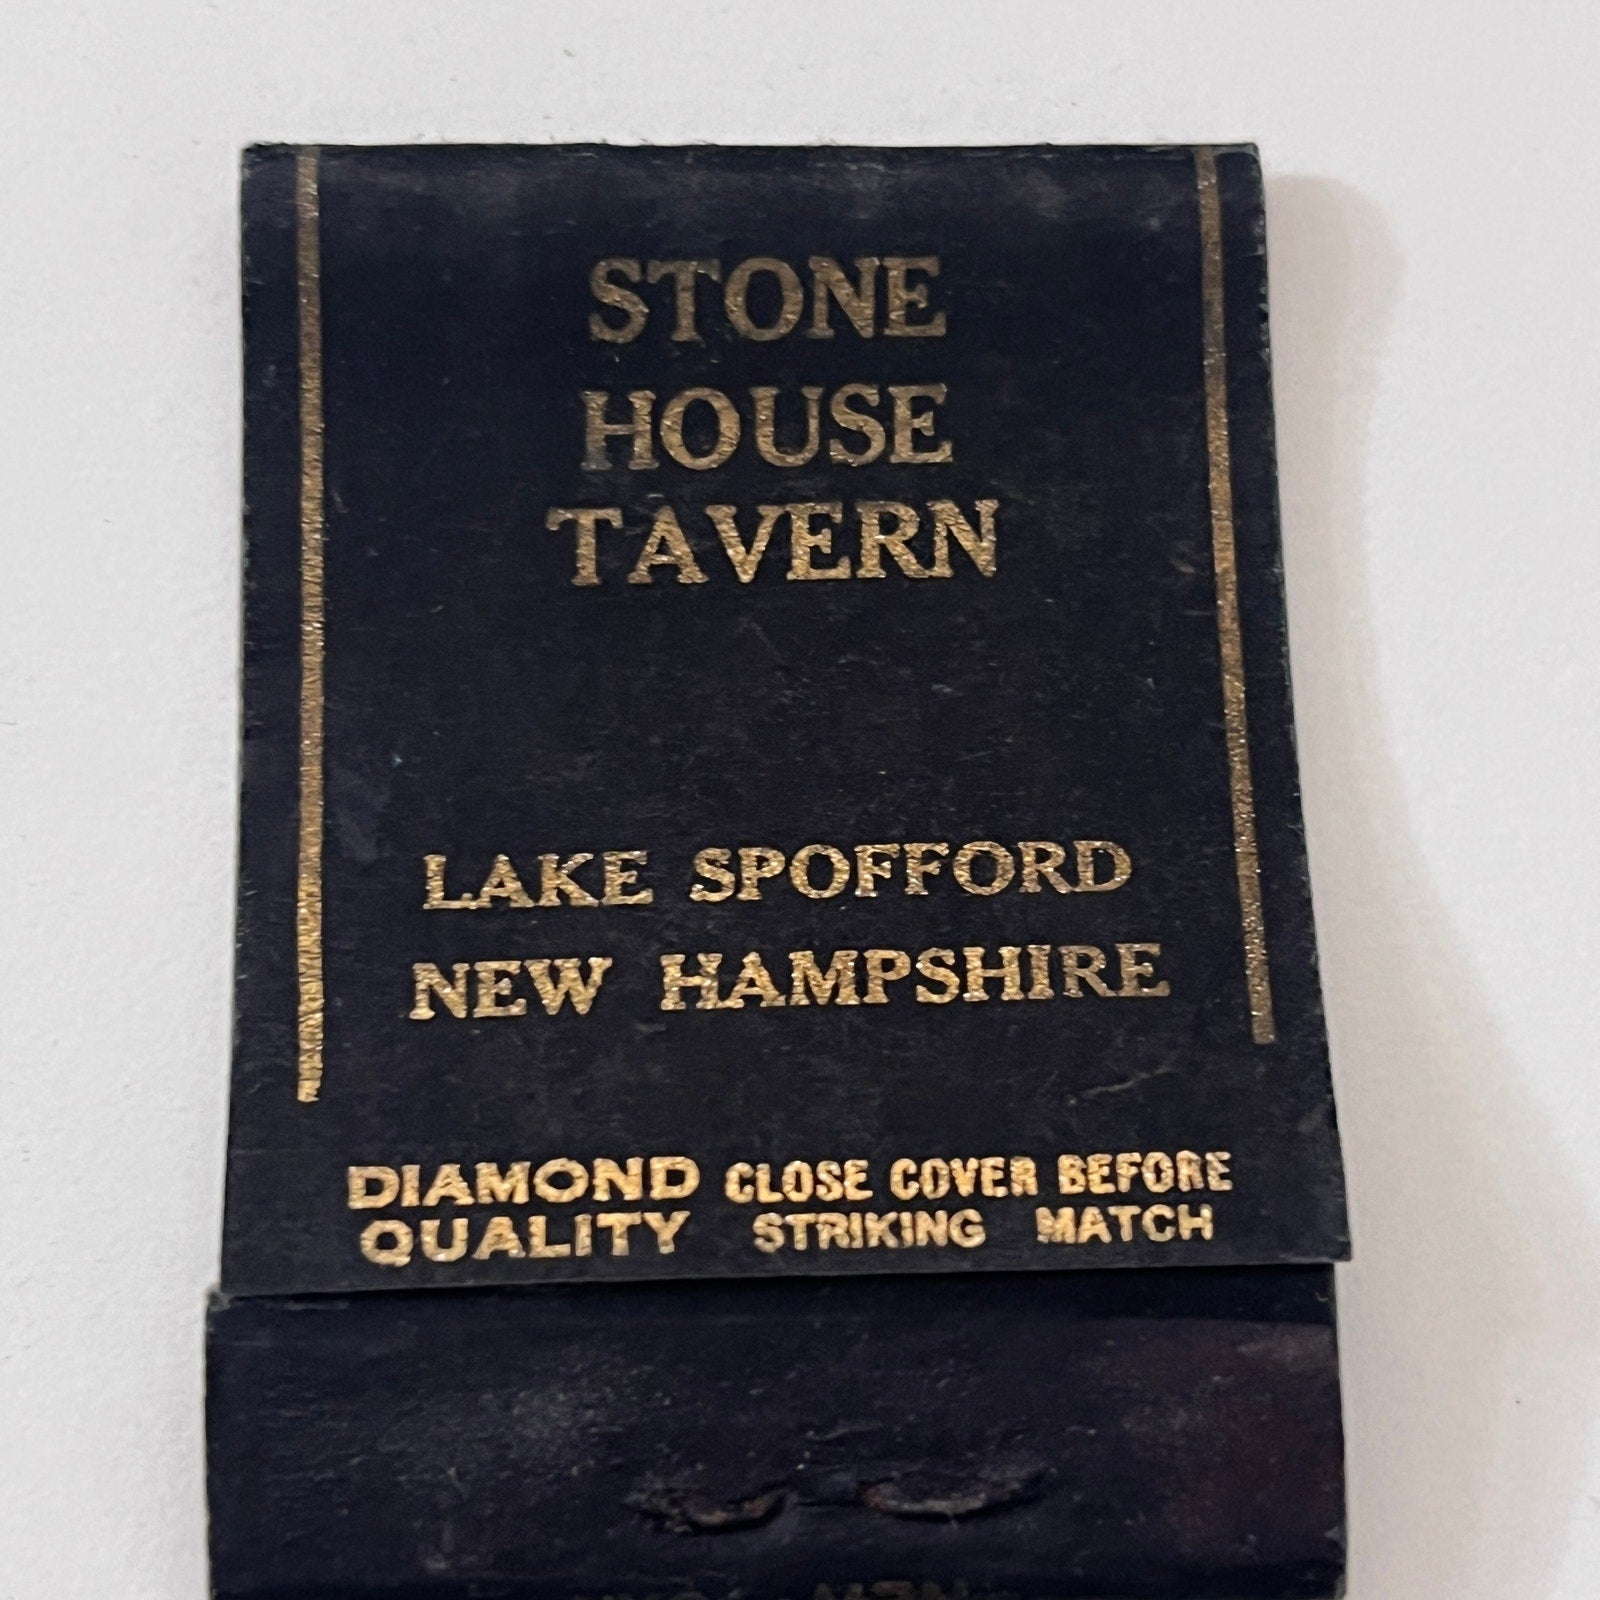 STONE
HOUSE
TAVERN
LAKE SPOFFORD
NEW HAMPSHIRE
DIAMOND CLOSE COVER BEFORE
QUALITY STRIKING MATCH